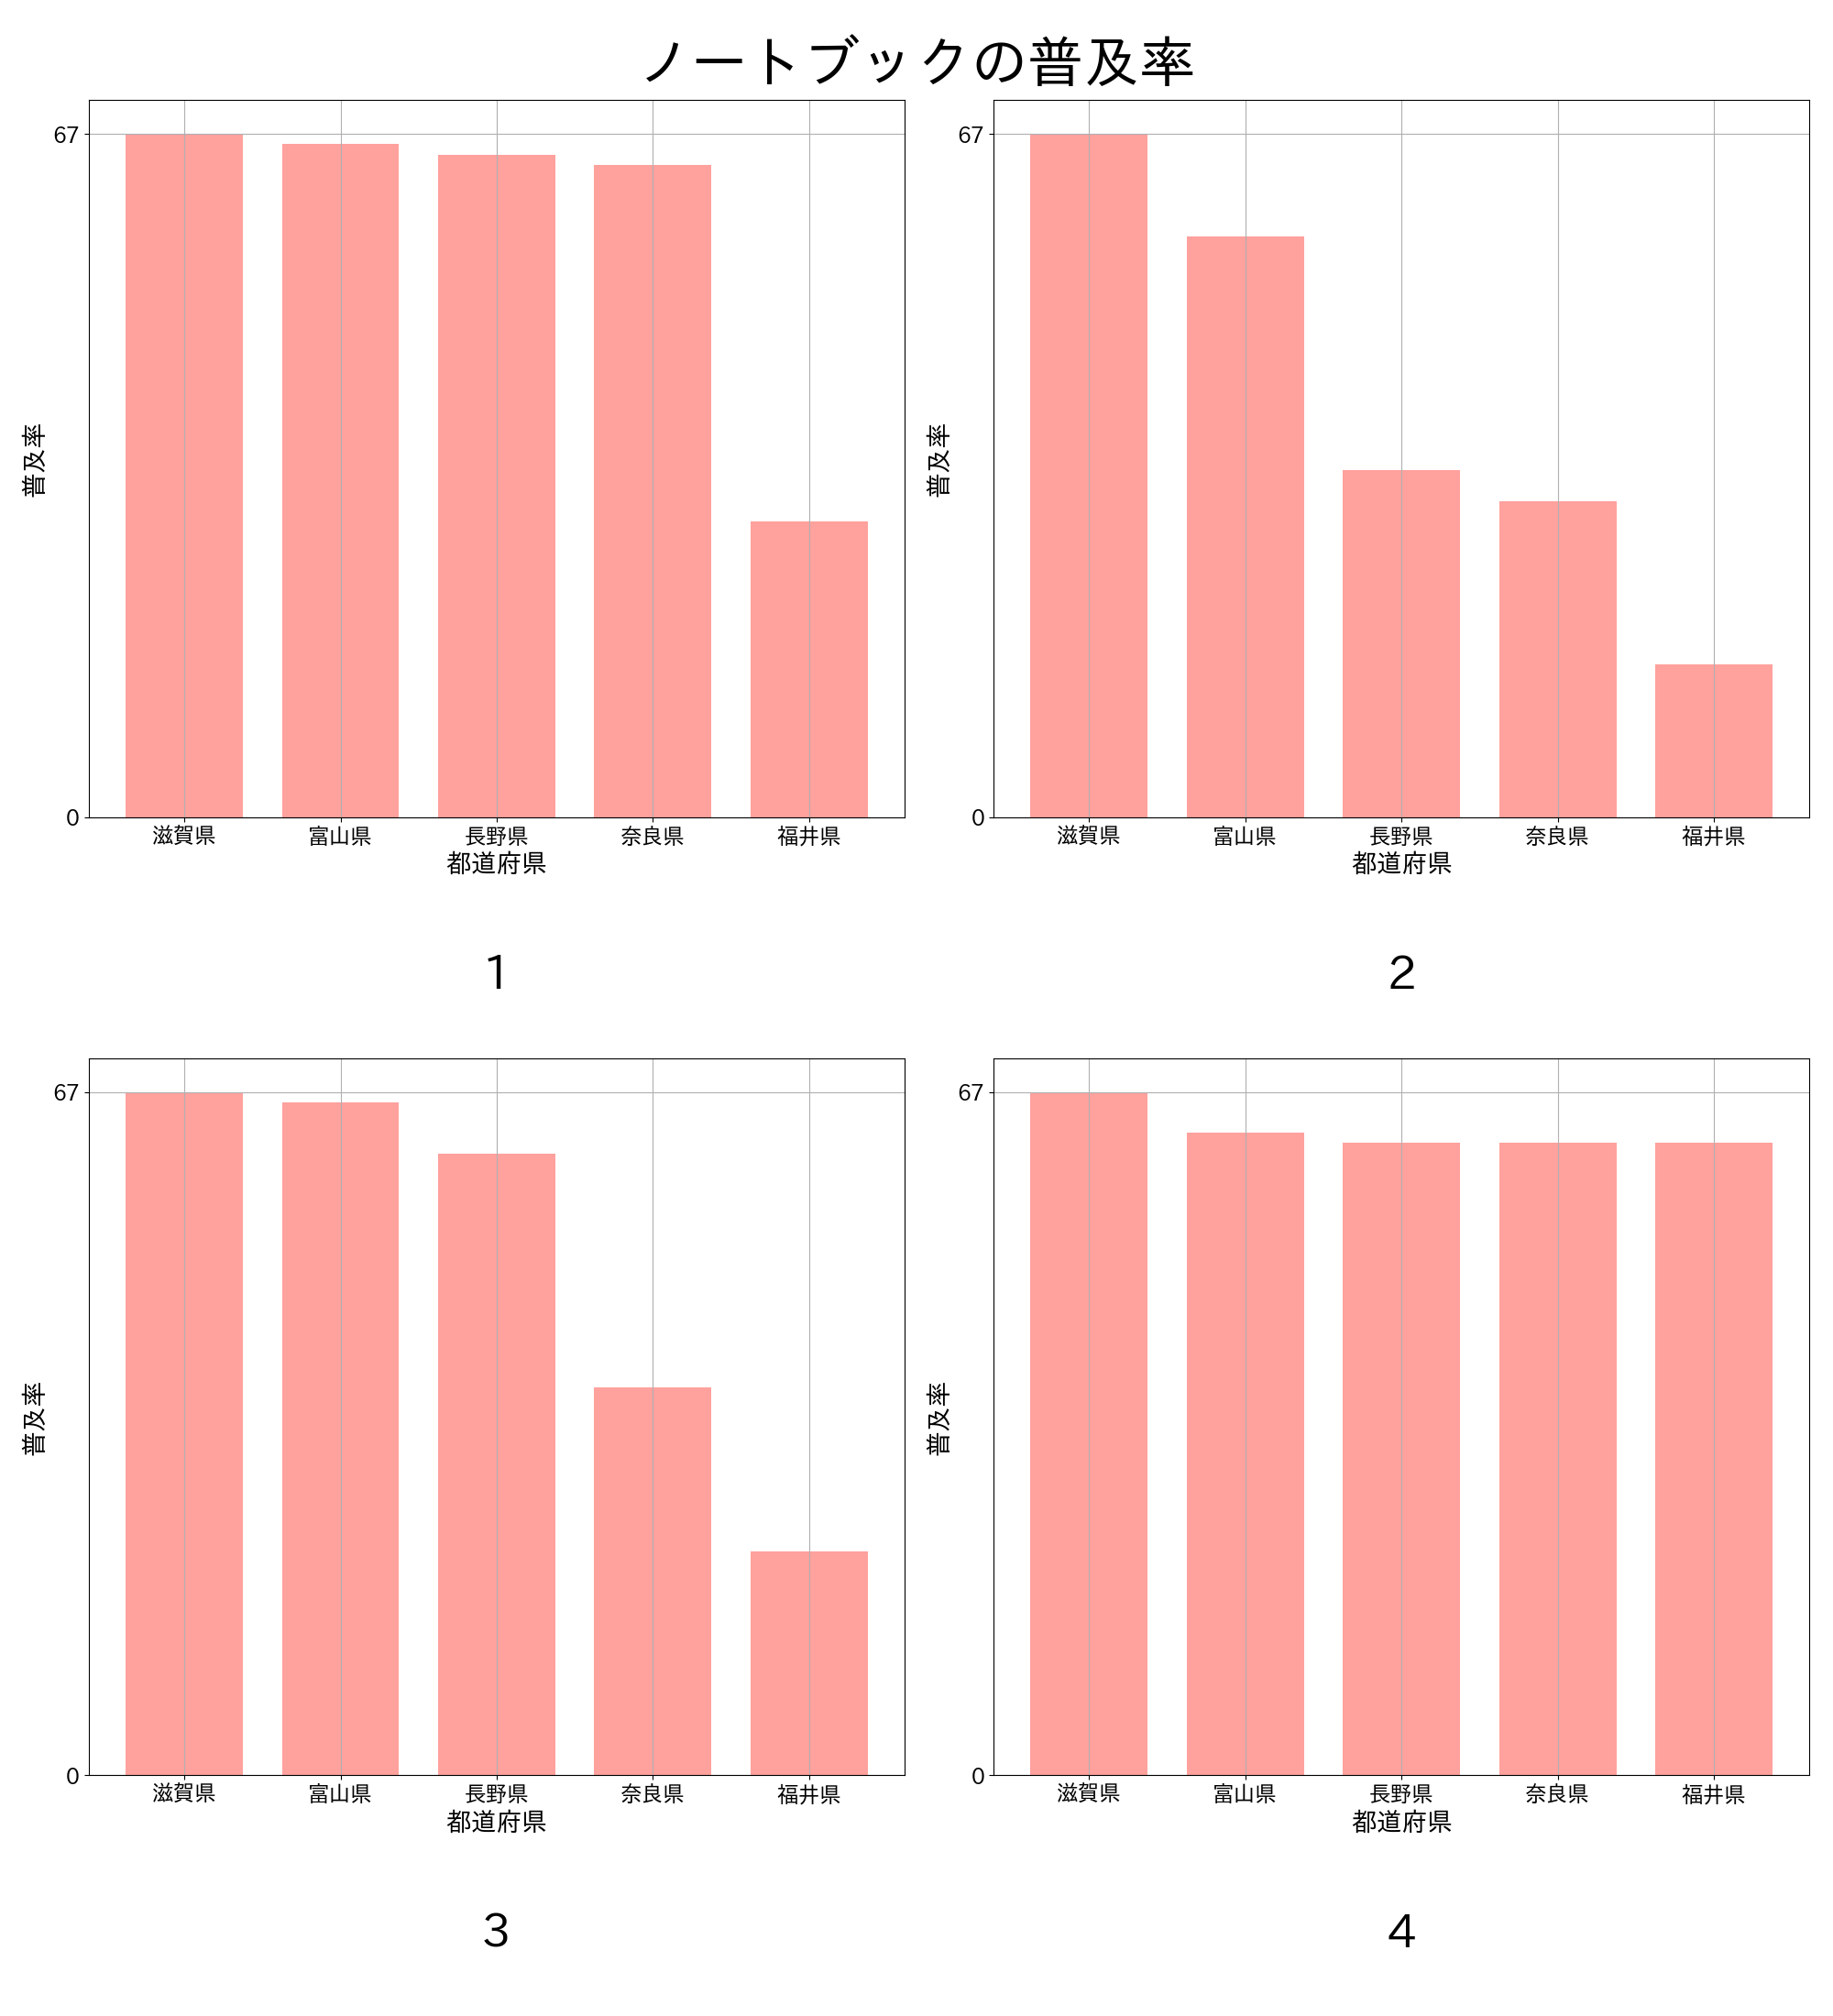 ノートブックの普及率
67
0
普及率
滋賀県 富山県 長野県 奈良県 福井県
都道府県
1
67
0
普及率
滋賀県 富山県 長野県 奈良県 福井県
都道府県
2
67
0
普及率
滋賀県 富山県 長野県 奈良県 福井県
都道府県
3
67
0
普及率
滋賀県 富山県 長野県 奈良県 福井県
都道府県
4